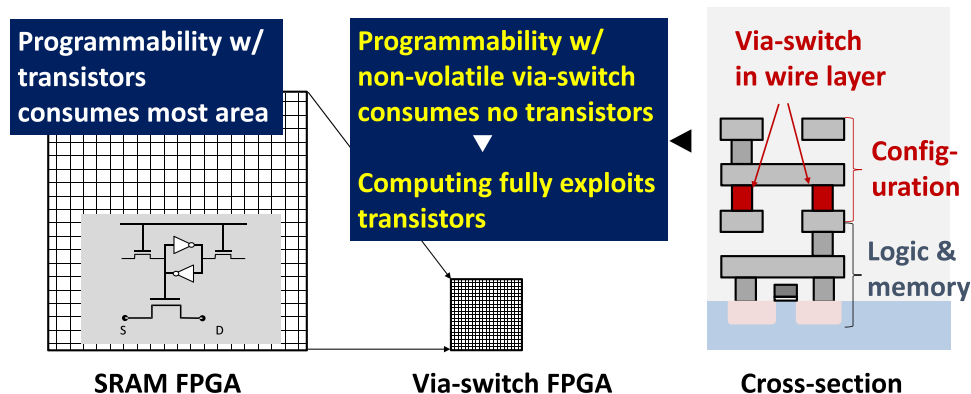 Programmability w/
transistors
consumes most area
S
D
SRAM FPGA
Programmability w/
non-volatile via-switch
consumes no transistors
Computing fully exploits
transistors
Via-switch FPGA
Via-switch
in wire layer
Config-
uration
Logic &
memory
Cross-section